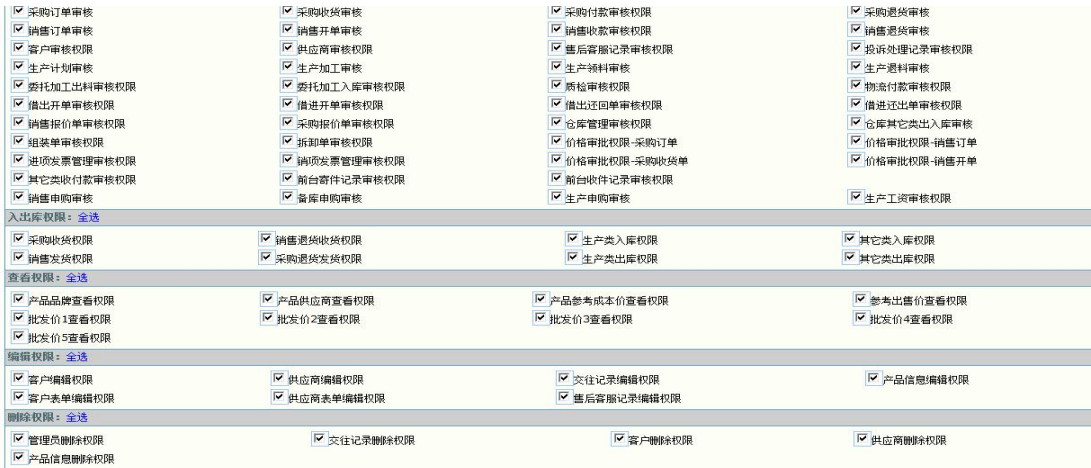 采购订单审核 采购收货审核 采购付款审核权限 采购退货审核
销售订单审核 销售开单审核 销售收款审核权限 销售退货审核
客户审核权限 供应商审核权限 售后客服记录审核权限 投诉处理记录审核权限
生产计划审核 生产加工审核 生产领料审核 生产退料审核
委托加工出料审核权限 委托加工入库审核权限 质检审核权限 物流付款审核权限
借出开单审核权限 借进开单审核权限 借出还回单审核权限 借进还出单审核权限
销售报价单审核权限 采购报价单审核权限 仓库管理审核权限 仓库其它类出入库审核
组装单审核权限 拆卸单审核权限 价格审批权限-采购订单 价格审批权限-销售订单
进项发票管理审核权限 销项发票管理审核权限 价格审批权限-采购收货单 价格审批权限-销售开单
其它类收付款审核权限 前台寄件记录审核权限 前台收件记录审核权限
销售申购审核 备库申购审核 生产申购审核 生产工资审核权限
入出库权限：全选
采购收货权限 销售退货收货权限 生产类入库权限 其它类入库权限
销售发货权限 采购退货发货权限 生产类出库权限 其它类出库权限
查看权限：全选
产品品牌查看权限 产品供应商查看权限 产品参考成本价查看权限 参考出售价查看权限
批发价1查看权限 批发价2查看权限 批发价3查看权限 批发价4查看权限
批发价5查看权限
编辑权限：全选
客户编辑权限 供应商编辑权限 交往记录编辑权限 产品信息编辑权限
客户表单编辑权限 供应商表单编辑权限 售后客服记录编辑权限
删除权限：全选
管理员删除权限 交往记录删除权限 客户删除权限 供应商删除权限
产品信息删除权限